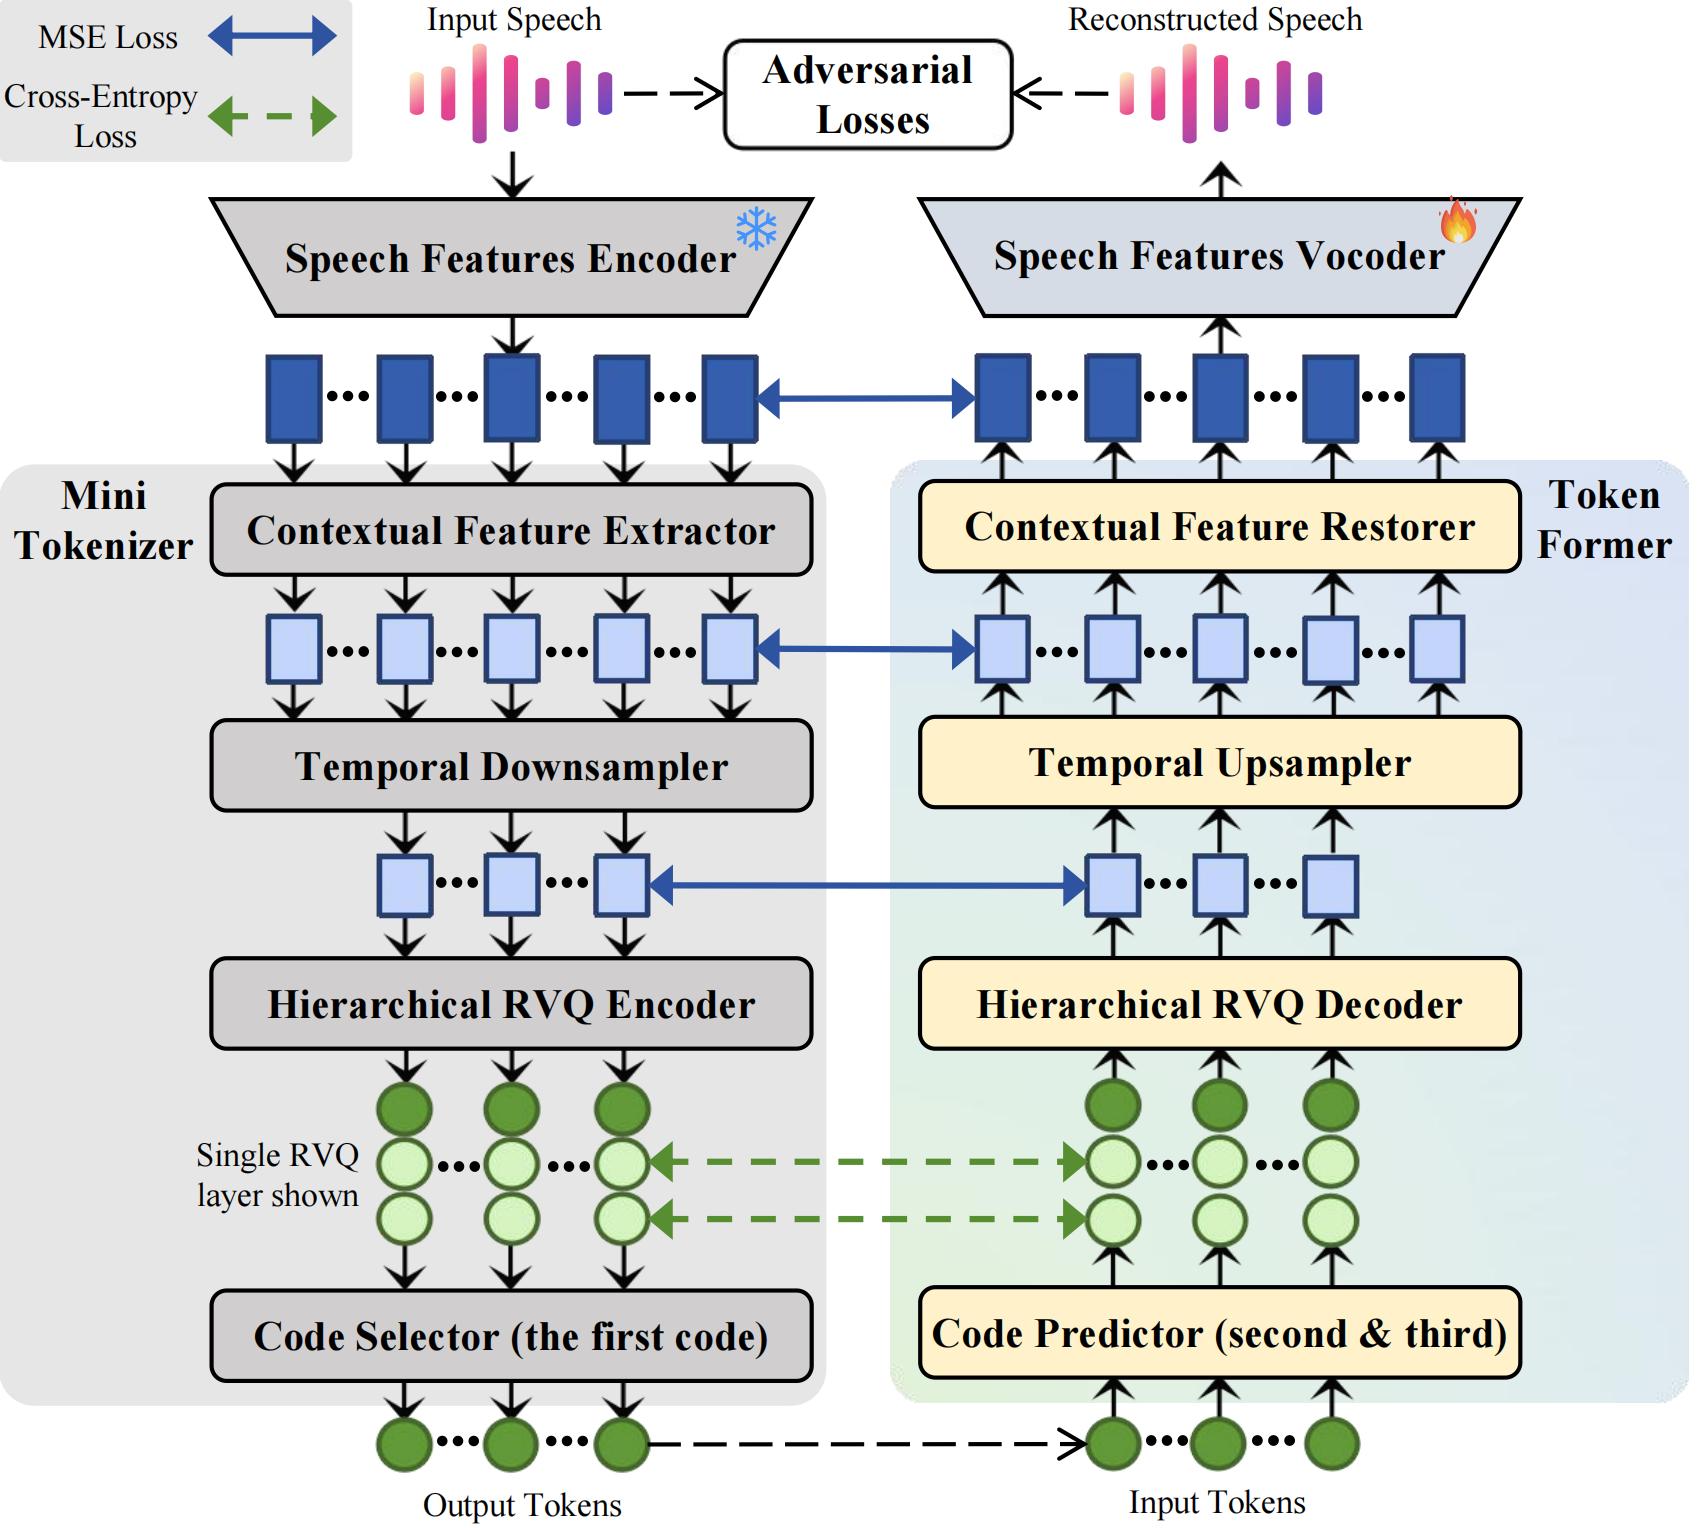 MSE Loss
Cross-Entropy
Loss
Input Speech
Adversarial
Losses
Reconstructed Speech
Speech Features Encoder
Speech Features Vocoder
Mini
Tokenizer
Contextual Feature Extractor
Contextual Feature Restorer
Token
Former
Temporal Downsampler
Temporal Upsampler
Hierarchical RVQ Encoder
Hierarchical RVQ Decoder
Single RVQ
layer shown
Code Selector (the first code)
Code Predictor (second & third)
Output Tokens
Input Tokens